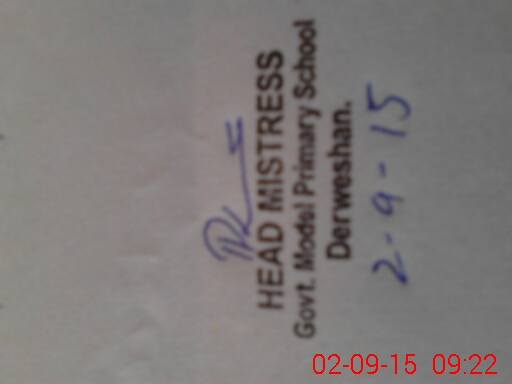 HEAD MISTRESS
Govt. Model Primary School
Derweshan.
2-9-15
02-09-15 09:22